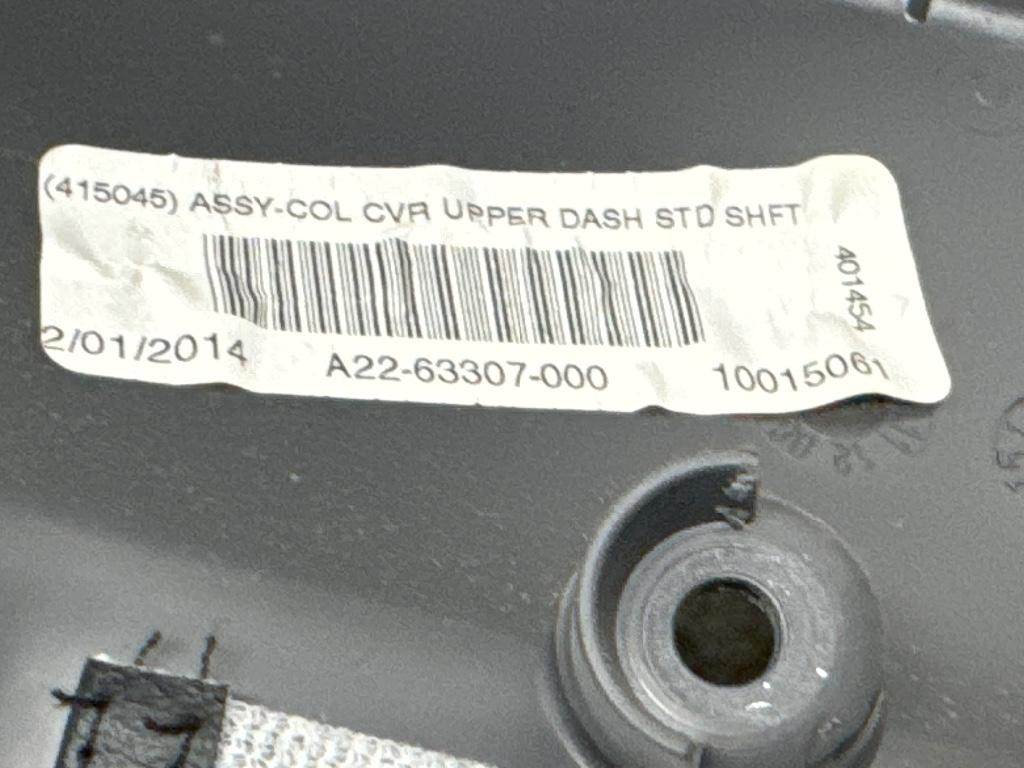 (415045) ASSY-COL CVR UPPER DASH STD SHFT
401454
2/01/2014 A22-63307-000 10015061